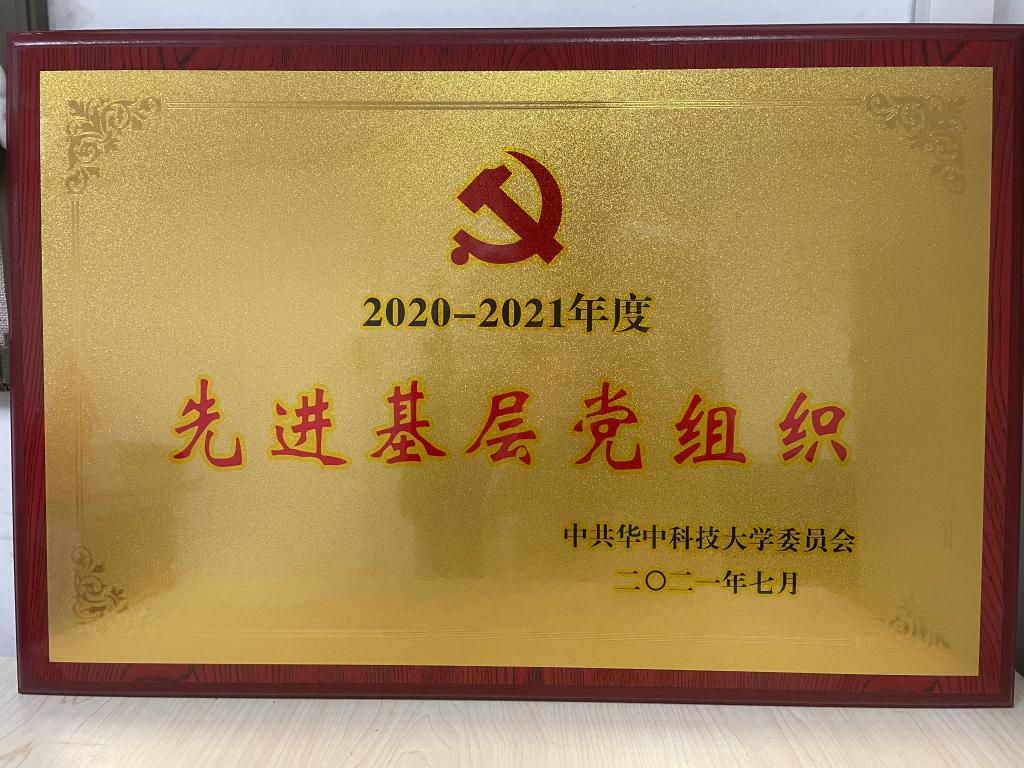 2020-2021年度
先进基层党组织
中共华中科技大学委员会
二〇二一年七月